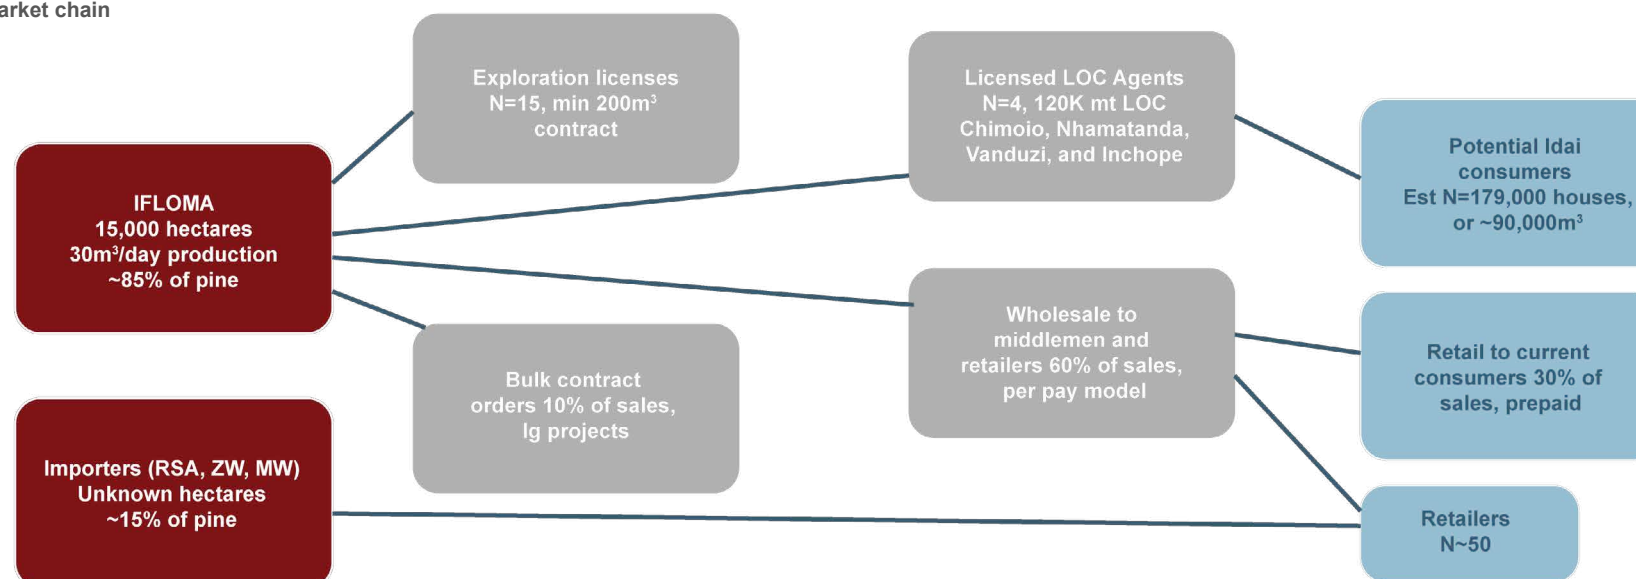 arket chain
Exploration licenses
N=15, min 200m³
contract
Licensed LOC Agents
N=4, 120K mt LOC
Chimoio, Nhamatanda,
Vanduzi, and Inchope
Potential Idai
consumers
Est N=179,000 houses,
or ~90,000m³
IFLOMA
15,000 hectares
30m³/day production
~85% of pine
Wholesale to
middlemen and
retailers 60% of sales,
per pay model
Retail to current
consumers 30% of
sales, prepaid
Bulk contract
orders 10% of sales,
lg projects
Importers (RSA, ZW, MW)
Unknown hectares
~15% of pine
Retailers
N~50